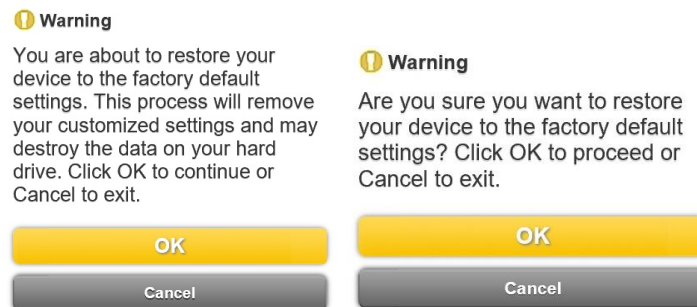 Warning
You are about to restore your
device to the factory default
settings. This process will remove
your customized settings and may
destroy the data on your hard
drive. Click OK to continue or
Cancel to exit.
OK
Cancel
Warning
Are you sure you want to restore
your device to the factory default
settings? Click OK to proceed or
Cancel to exit.
OK
Cancel